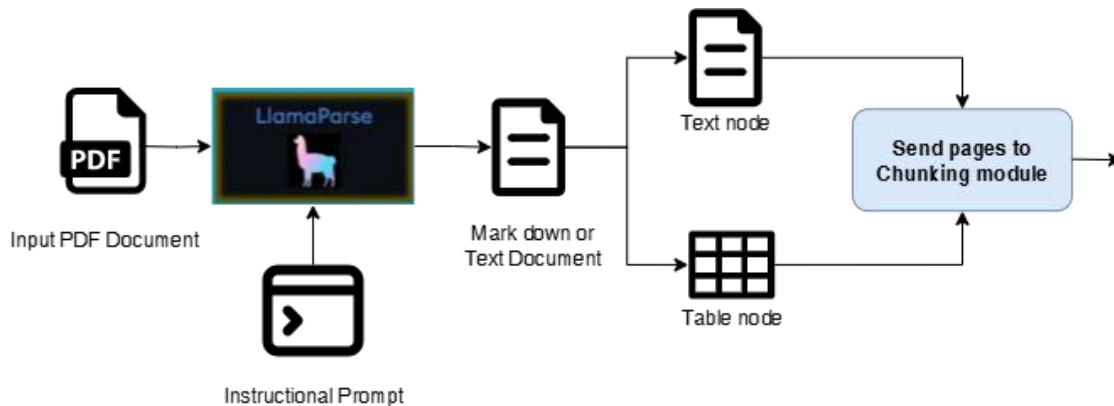 LlamaParse
PDF
Input PDF Document
Instructional Prompt
Mark down or
Text Document
Text node
Table node
Send pages to
Chunking module